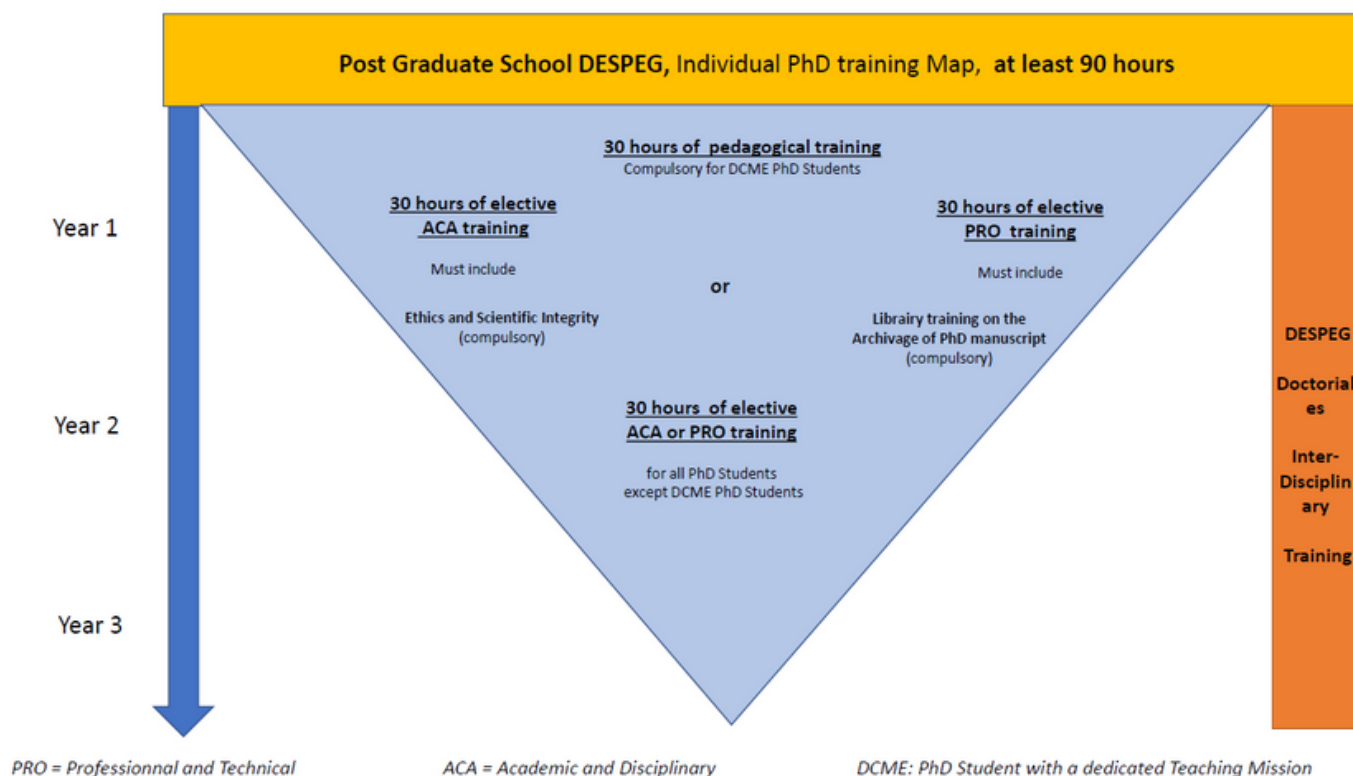 Post Graduate School DESPEG, Individual PhD training Map, at least 90 hours
30 hours of pedagogical training
Compulsory for DCME PhD Students
Year 1
30 hours of elective
ACA training
Must include
Ethics and Scientific Integrity
(compulsory)
or
30 hours of elective
PRO training
Must include
Librairy training on the
Archivage of PhD manuscript
(compulsory)
Year 2
30 hours of elective
ACA or PRO training
for all PhD Students
except DCME PhD Students
Year 3
DESPEG
Doctorial
es
Inter-
Disciplin
ary
Training
PRO = Professionnal and Technical
ACA = Academic and Disciplinary
DCME: PhD Student with a dedicated Teaching Mission